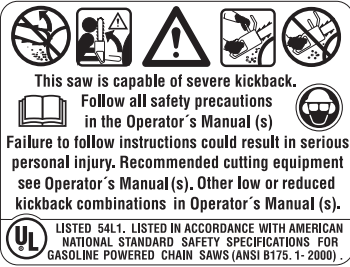 This saw is capable of severe kickback.
Follow all safety precautions
in the Operator´s Manual (s)
Failure to follow instructions could result in serious
personal injury. Recommended cutting equipment
see Operator´s Manual (s). Other low or reduced
kickback combinations in Operator´s Manual (s).
UL LISTED 54L1. LISTED IN ACCORDANCE WITH AMERICAN
NATIONAL STANDARD SAFETY SPECIFICATIONS FOR
GASOLINE POWERED CHAIN SAWS (ANSI B175. 1- 2000) .